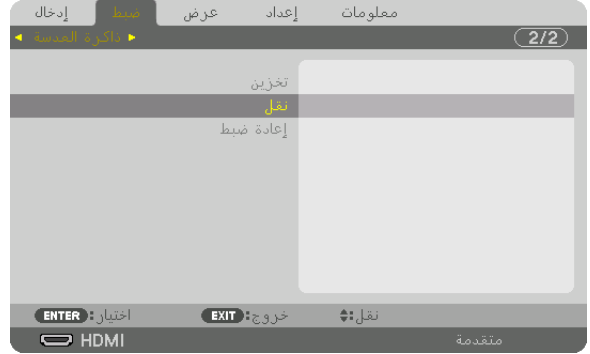 إدخال ضبط عرض إعداد معلومات
ذاكرة العدسة 2/2
تخزين
نقل
إعادة ضبط
ENTER :اختيار EXIT :خروج نقل:
HDMI متقدمة